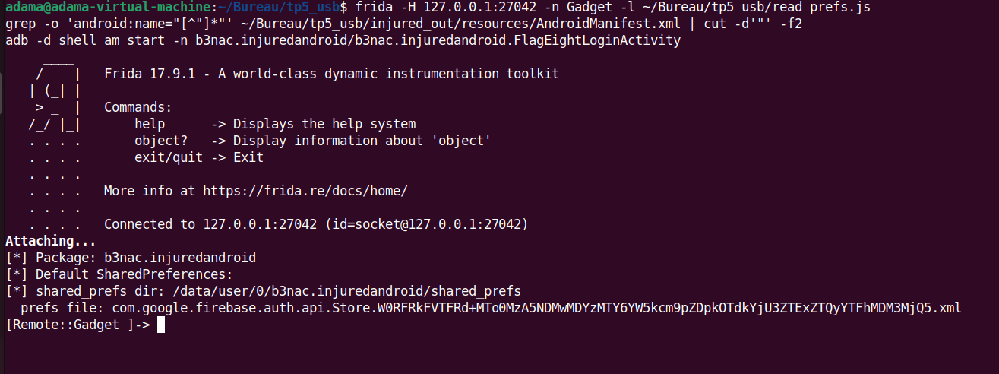 adama@adama-virtual-machine:~/Bureau/tp5_usb$ frida -H 127.0.0.1:27042 -n Gadget -l ~/Bureau/tp5_usb/read_prefs.js
grep -o 'android:name="[^"]*"' ~/Bureau/tp5_usb/injured_out/resources/AndroidManifest.xml | cut -d'"' -f2
adb -d shell am start -n b3nac.injuredandroid/b3nac.injuredandroid.FlagEightLoginActivity
     ____
    / _  |   Frida 17.9.1 - A world-class dynamic instrumentation toolkit
   | (_| |
    > _  |   Commands:
   /_/ |_|       help      -> Displays the help system
   . . . .       object?   -> Display information about 'object'
   . . . .       exit/quit -> Exit
   . . . .
   . . . .   More info at https://frida.re/docs/home/
   . . . .
   . . . .   Connected to 127.0.0.1:27042 (id=socket@127.0.0.1:27042)
Attaching...
[*] Package: b3nac.injuredandroid
[*] Default SharedPreferences:
[*] shared_prefs dir: /data/user/0/b3nac.injuredandroid/shared_prefs
  prefs file: com.google.firebase.auth.api.Store.W0RFRkFVTFRd+MTo0MzA5NDMwMDYzMTY6YW5kcm9pZDpkOTdkYjU3ZTExZTQyYTFhMDM3MjQ5.xml
[Remote::Gadget ]->